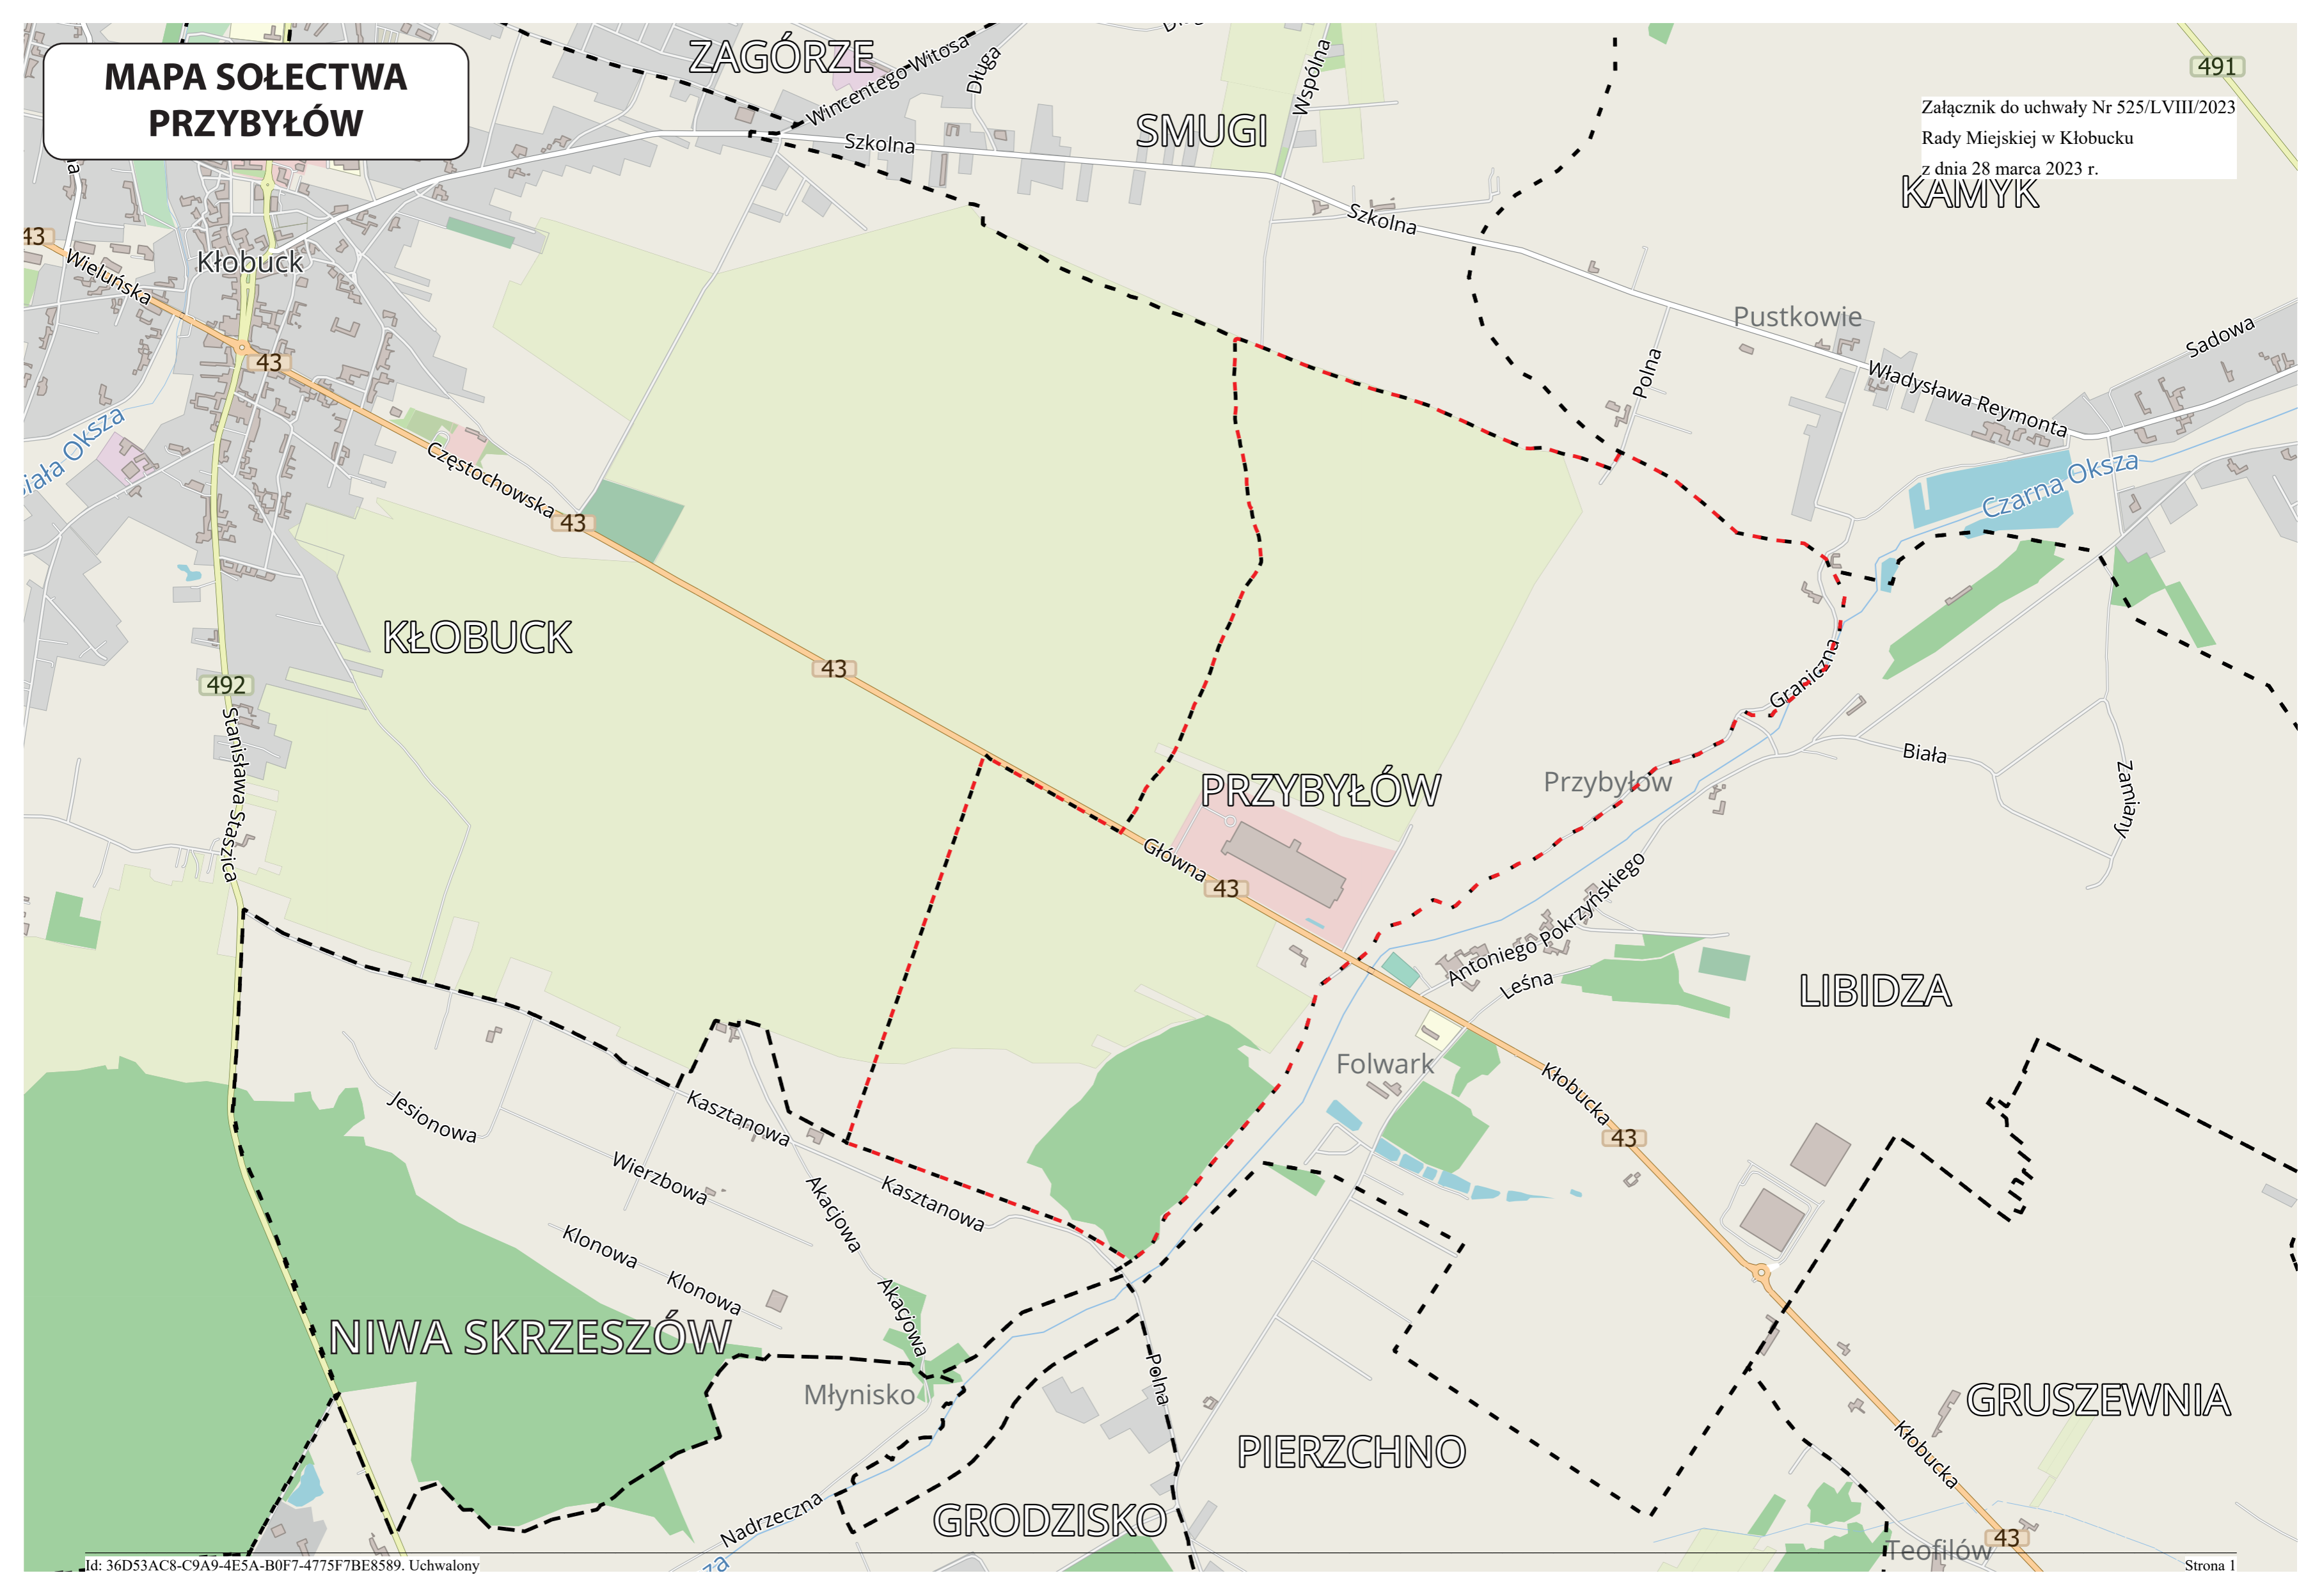 MAPA SOŁECTWA
PRZYBYŁÓW
Załącznik do uchwały Nr 525/LVIII/2023
Rady Miejskiej w Kłobucku
z dnia 28 marca 2023 r.
ZAGÓRZE
Wincentego Witosa
Długa
Wspólna
491
SMUGI
Szkolna
KAMYK
Szkolna
43
Wieluńska
Kłobuck
43
Pustkowie
Sadowa
Polna
Władysława Reymonta
Biała Oksza
Częstochowska
43
Czarna Oksza
KŁOBUCK
43
492
Graniczna
Stanisława Staszica
PRZYBYŁÓW
Przybyłów
Biała
Zamiany
Główna
43
Antoniego Pokrzyńskiego
Leśna
LIBIDZA
Folwark
Kłobucka
43
Jesionowa
Kasztanowa
Wierzbowa
Akacjowa
Kasztanowa
Klonowa
Klonowa
Akacjowa
NIWA SKRZESZÓW
Młynisko
Polna
GRUSZEWNIA
PIERZCHNO
Kłobucka
Nadrzeczna
GRODZISKO
43
Teofilów
Id: 36D53AC8-C9A9-4E5A-B0F7-4775F7BE8589. Uchwalony
Strona 1